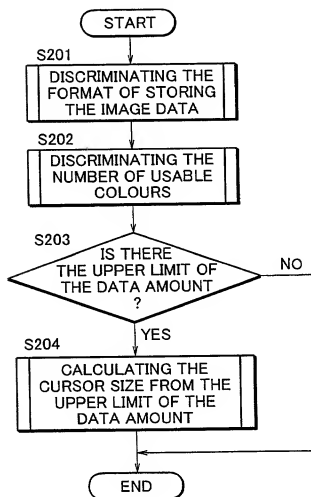 START
S201
DISCRIMINATING THE
FORMAT OF STORING
THE IMAGE DATA
S202
DISCRIMINATING THE
NUMBER OF USABLE
COLOURS
S203
IS THERE
THE UPPER LIMIT OF
THE DATA AMOUNT
?
NO
YES
S204
CALCULATING THE
CURSOR SIZE FROM THE
UPPER LIMIT OF THE
DATA AMOUNT
END